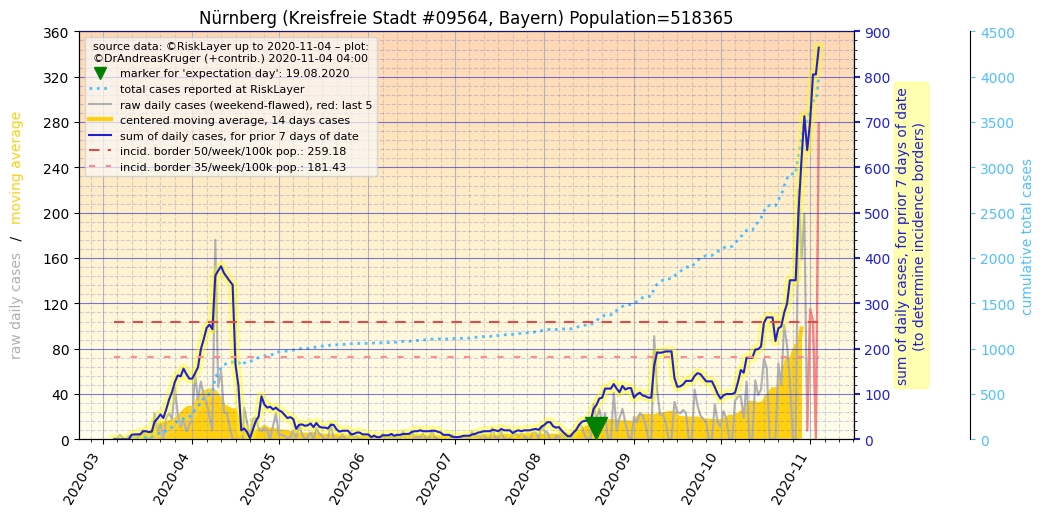 Nürnberg (Kreisfreie Stadt #09564, Bayern) Population=518365
source data: ©RiskLayer up to 2020-11-04 – plot:
©DrAndreasKruger (+contrib.) 2020-11-04 04:00
marker for 'expectation day': 19.08.2020
total cases reported at RiskLayer
raw daily cases (weekend-flawed), red: last 5
centered moving average, 14 days cases
sum of daily cases, for prior 7 days of date
incid. border 50/week/100k pop.: 259.18
incid. border 35/week/100k pop.: 181.43
raw daily cases / moving average
360
320
280
240
200
160
120
80
40
0
2020-03
2020-04
2020-05
2020-06
2020-07
2020-08
2020-09
2020-10
2020-11
900
800
700
600
500
400
300
200
100
0
sum of daily cases, for prior 7 days of date
(to determine incidence borders)
4500
4000
3500
3000
2500
2000
1500
1000
500
0
cumulative total cases